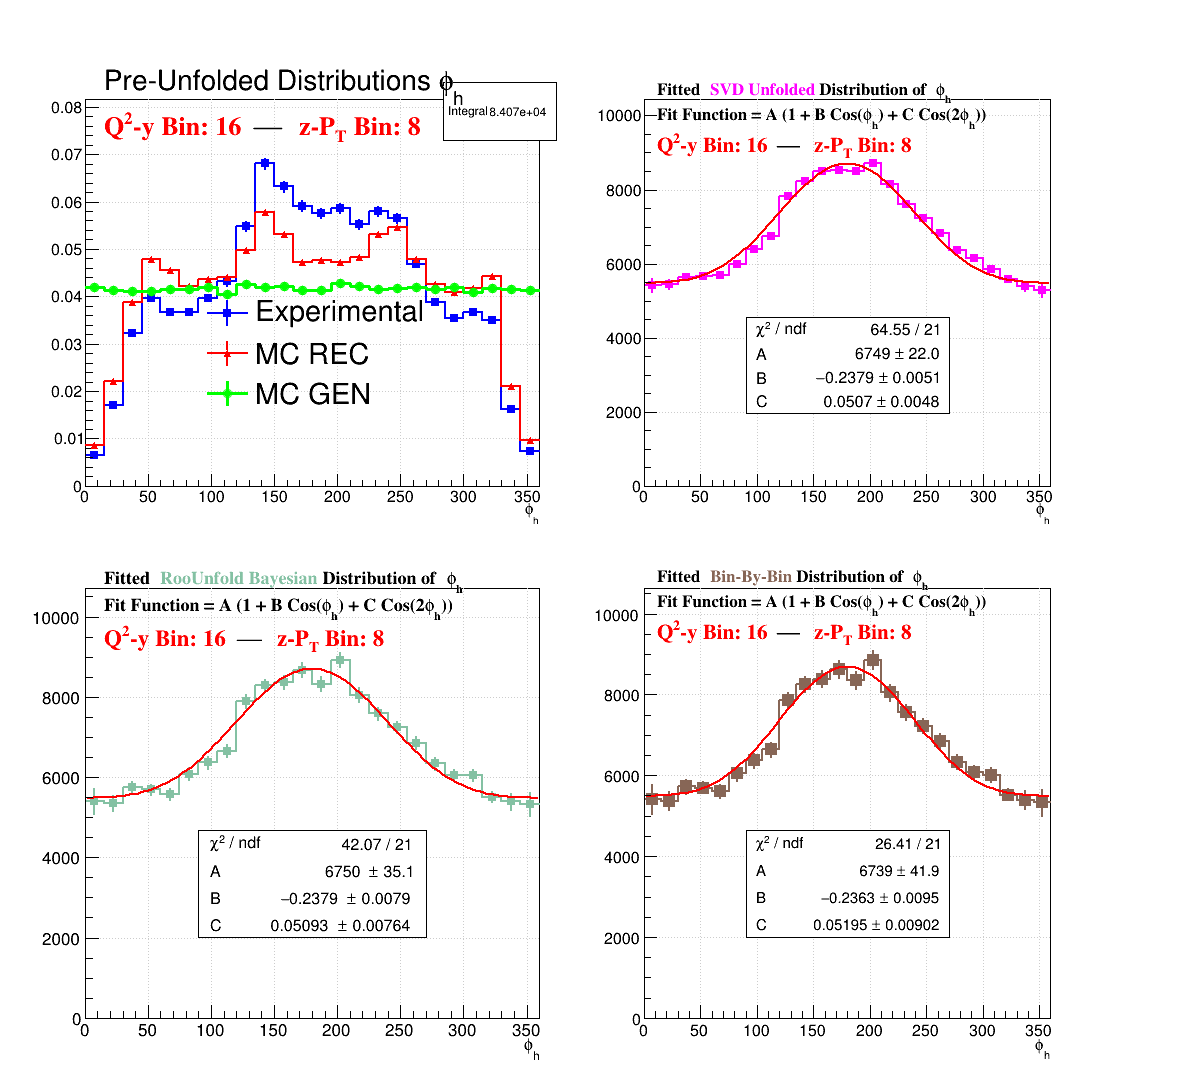 Pre-Unfolded Distributions ϕh
Integral 8.407e+04
Q2-y Bin: 16 — z-PT Bin: 8
0.08
0.07
0.06
0.05
0.04
0.03
0.02
0.01
0
Experimental
MC REC
MC GEN
0 50 100 150 200 250 300 350
ϕh
Fitted SVD Unfolded Distribution of ϕh
Fit Function = A (1 + B Cos(ϕh) + C Cos(2ϕh))
Q2-y Bin: 16 — z-PT Bin: 8
10000
8000
6000
4000
2000
0
χ2 / ndf 64.55 / 21
A 6749 ± 22.0
B −0.2379 ± 0.0051
C 0.0507 ± 0.0048
0 50 100 150 200 250 300 350
ϕh
Fitted RooUnfold Bayesian Distribution of ϕh
Fit Function = A (1 + B Cos(ϕh) + C Cos(2ϕh))
Q2-y Bin: 16 — z-PT Bin: 8
10000
8000
6000
4000
2000
0
χ2 / ndf 42.07 / 21
A 6750 ± 35.1
B −0.2379 ± 0.0079
C 0.05093 ± 0.00764
0 50 100 150 200 250 300 350
ϕh
Fitted Bin-By-Bin Distribution of ϕh
Fit Function = A (1 + B Cos(ϕh) + C Cos(2ϕh))
Q2-y Bin: 16 — z-PT Bin: 8
10000
8000
6000
4000
2000
0
χ2 / ndf 26.41 / 21
A 6739 ± 41.9
B −0.2363 ± 0.0095
C 0.05195 ± 0.00902
0 50 100 150 200 250 300 350
ϕh